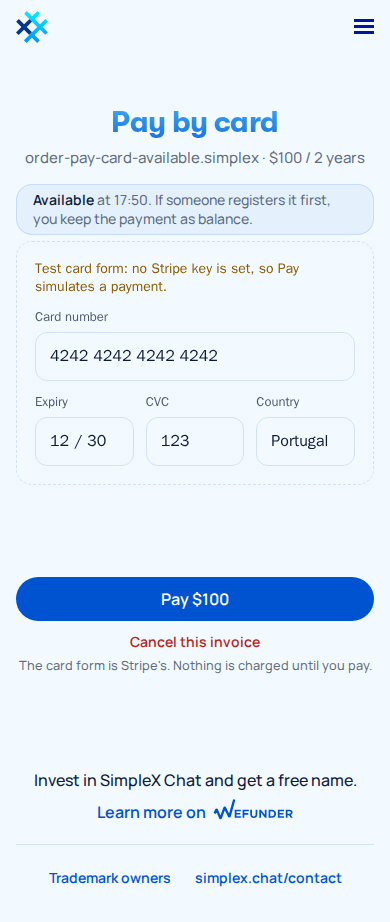 Pay by card
order-pay-card-available.simplex · $100 / 2 years
Available at 17:50. If someone registers it first,
you keep the payment as balance.
Test card form: no Stripe key is set, so Pay
simulates a payment.
Card number
4242 4242 4242 4242
Expiry CVC Country
12 / 30 123 Portugal
Pay $100
Cancel this invoice
The card form is Stripe's. Nothing is charged until you pay.
Invest in SimpleX Chat and get a free name.
Learn more on WEFUNDER
Trademark owners simplex.chat/contact